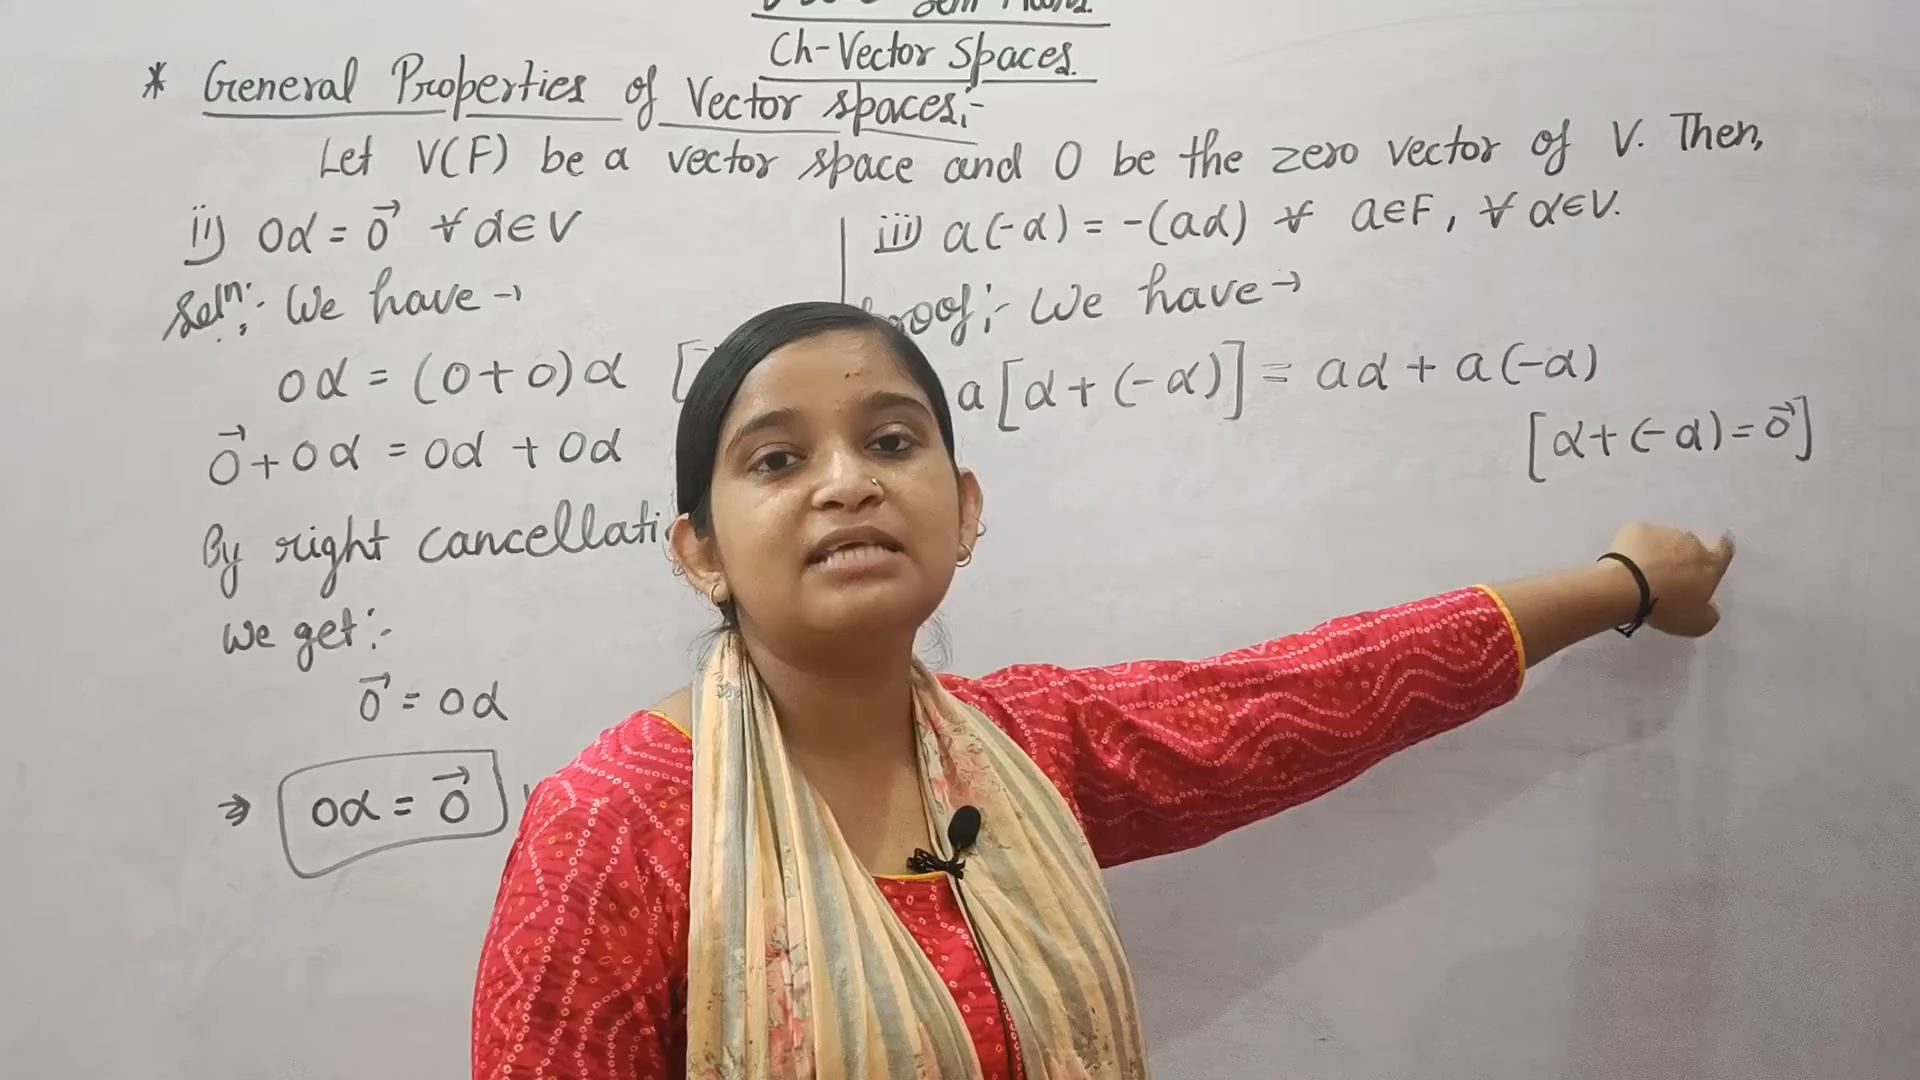 Ch-Vector Spaces.
* General Properties of Vector spaces:-
Let V(F) be a vector space and 0 be the zero vector of V. Then,
ii) 0α = 0⃗ ∀ α∈V
Solⁿ:- We have →
0α = (0+0)α [
0⃗ + 0α = 0α + 0α
By right cancellati
We get:-
0⃗ = 0α
⇒ 0α = 0⃗
iii) a(-α) = -(aα) ∀ a∈F, ∀ α∈V.
roof:- We have →
a[α+(-α)] = aα + a(-α)
[α+(-α)=0⃗]